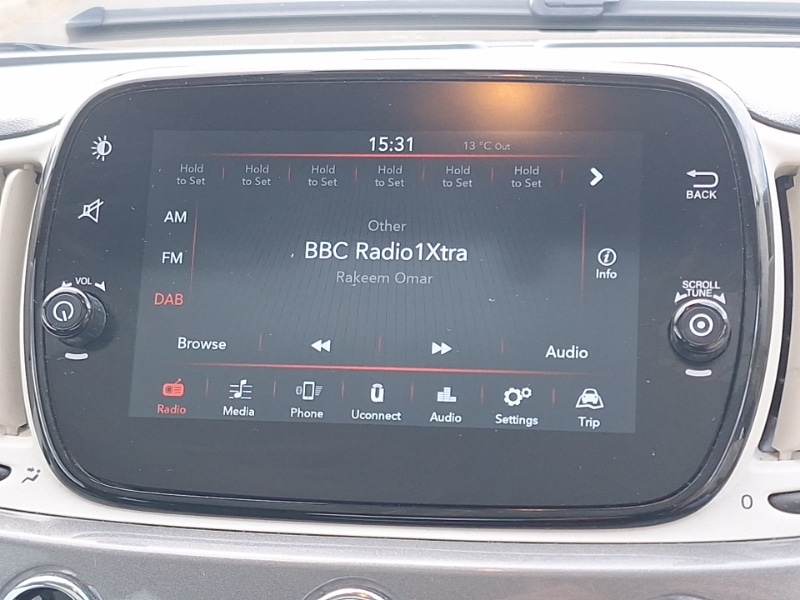 15:31 13 °C Out
Hold to Set Hold to Set Hold to Set Hold to Set Hold to Set Hold to Set
BACK
AM
Other
FM
BBC Radio1Xtra
Info
Rakeem Omar
VOL
SCROLL
TUNE
DAB
Browse Audio
Radio Media Phone Uconnect Audio Settings Trip
0